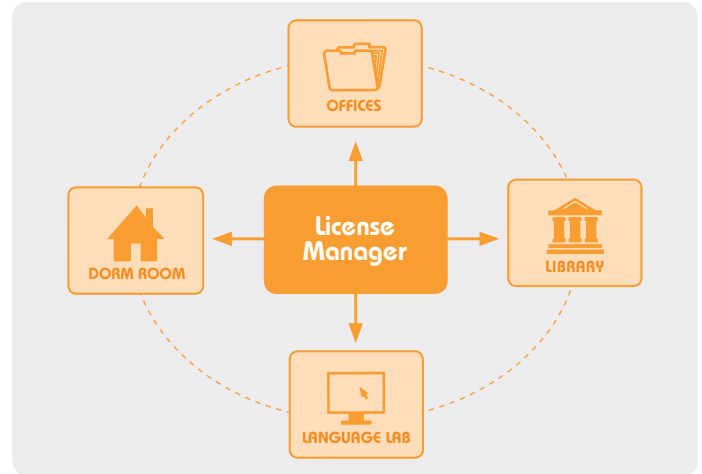 OFFICES
License
Manager
DORM ROOM
LIBRARY
LANGUAGE LAB